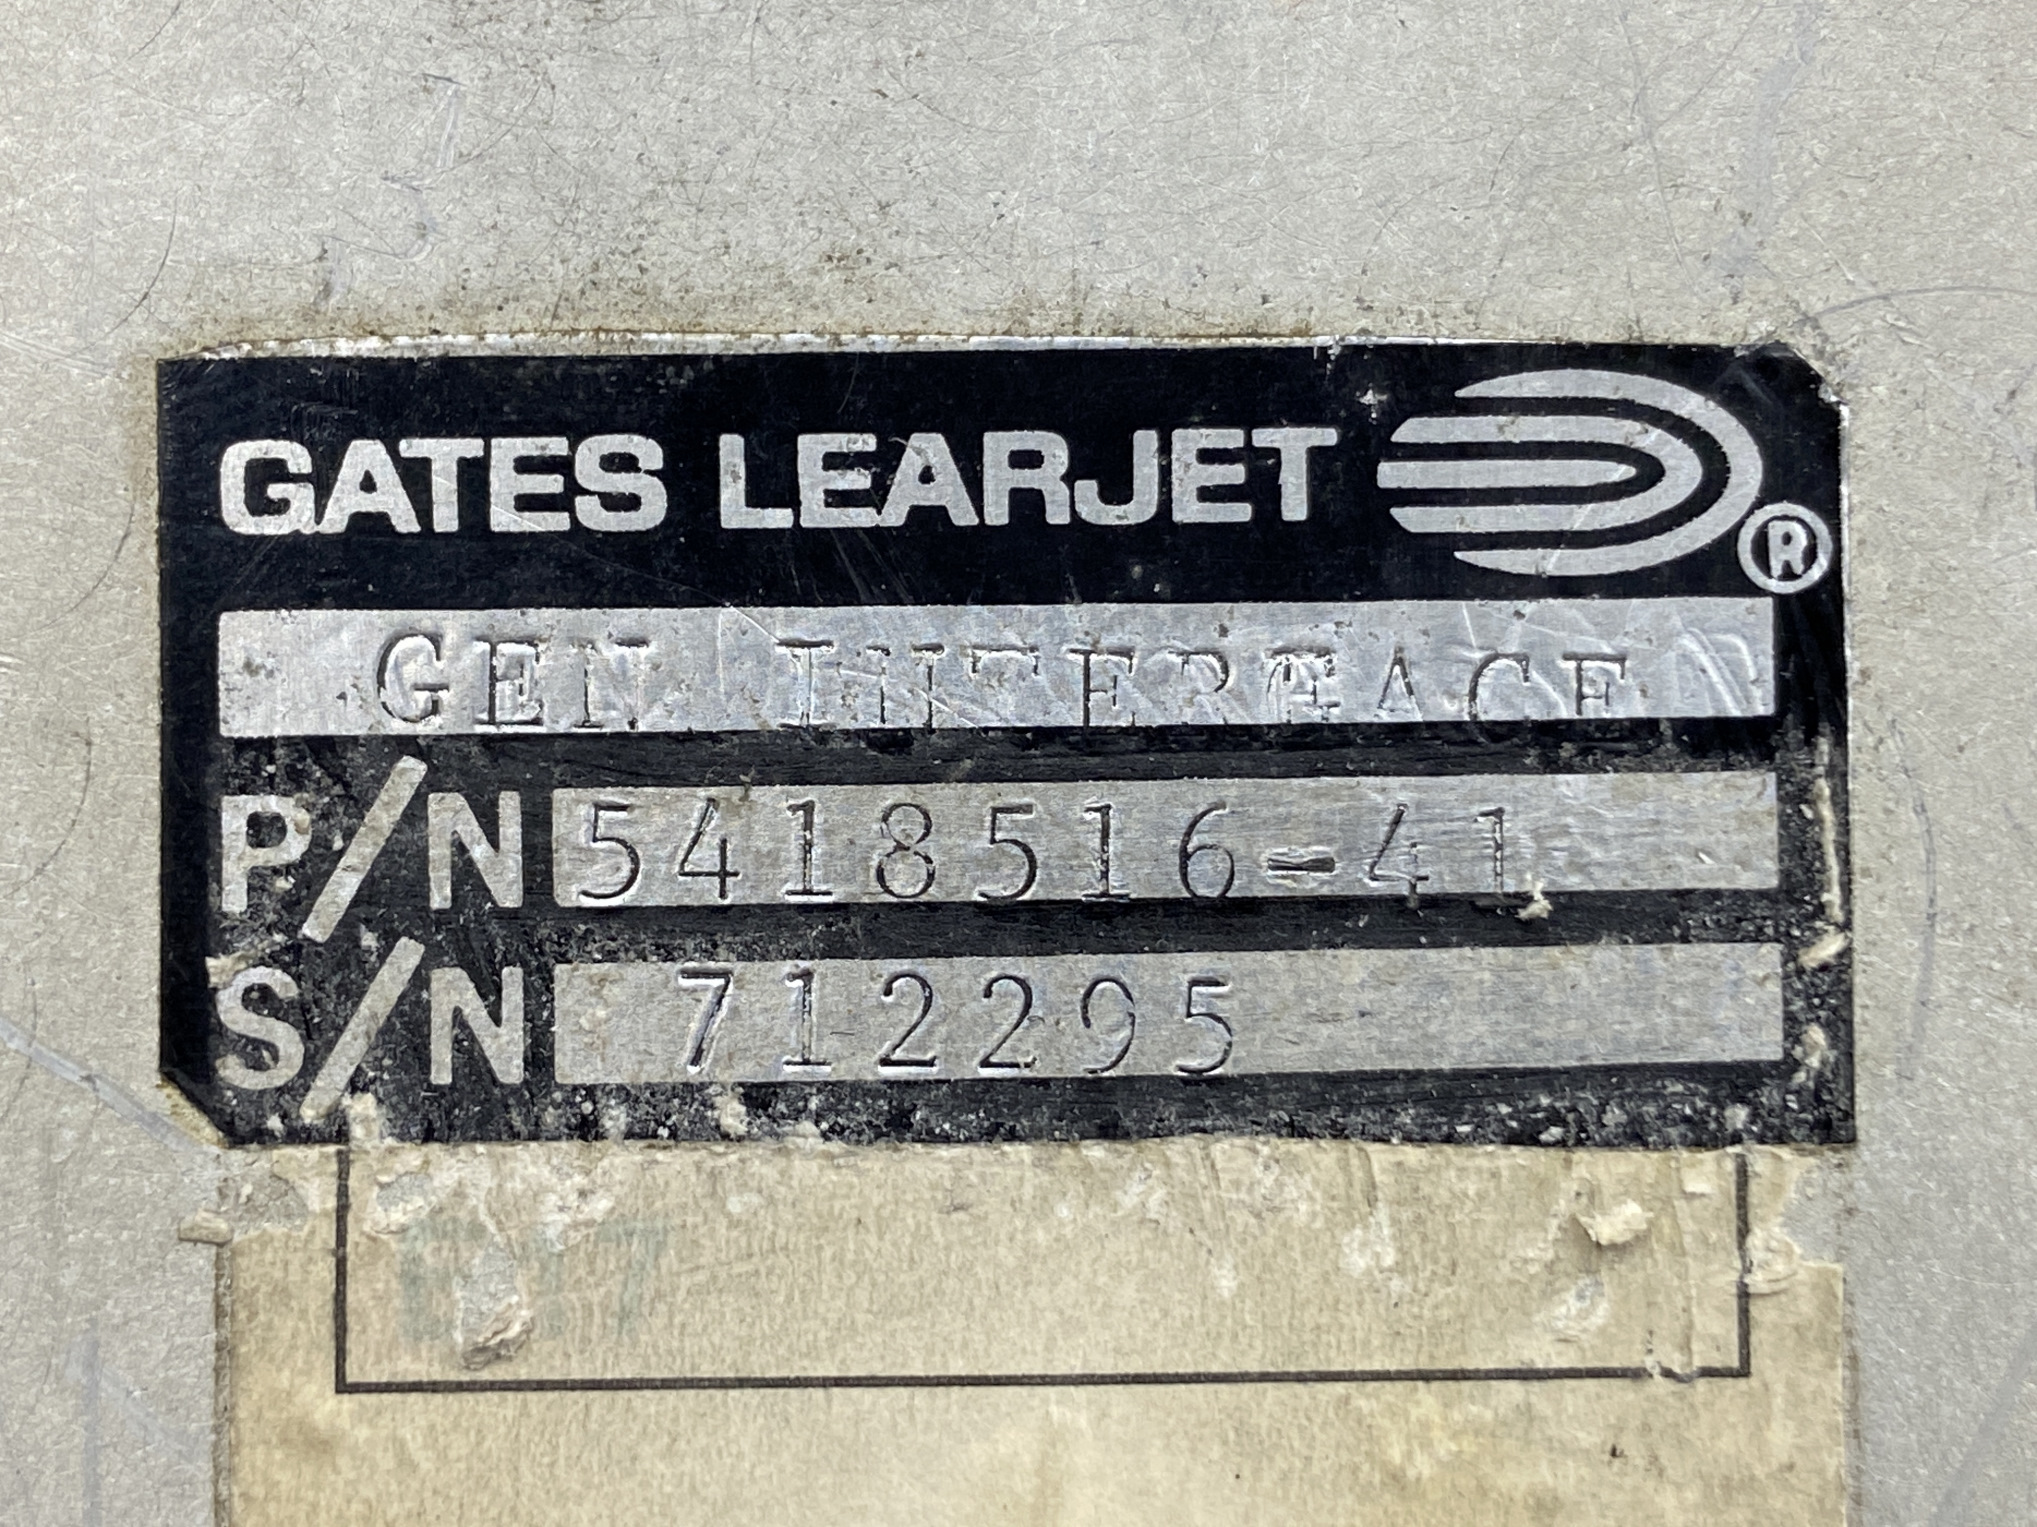 GATES LEARJET ®
GEN INTERFACE
P/N 5418516-41
S/N 712295